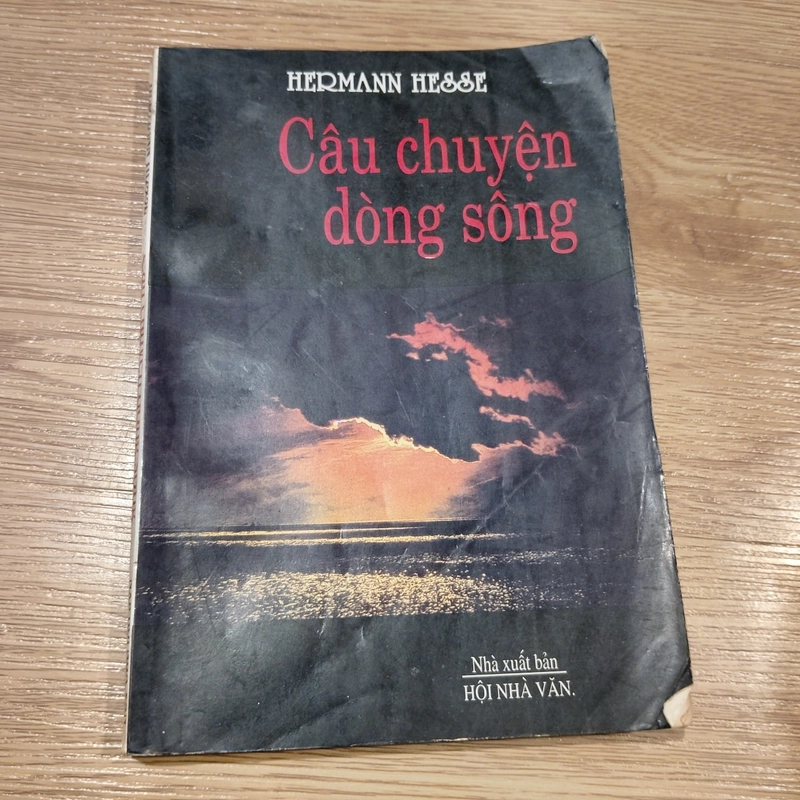 HERMANN HESSE
Câu chuyện
dòng sông
Nhà xuất bản
HỘI NHÀ VĂN.